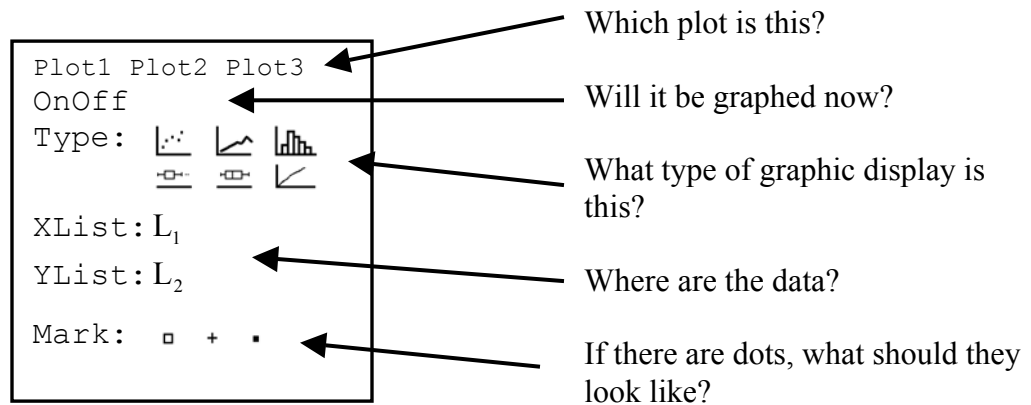 Which plot is this?
Plot1 Plot2 Plot3
OnOff
Will it be graphed now?
Type:
What type of graphic display is
this?
XList: L₁
YList: L₂
Where are the data?
Mark:
If there are dots, what should they
look like?